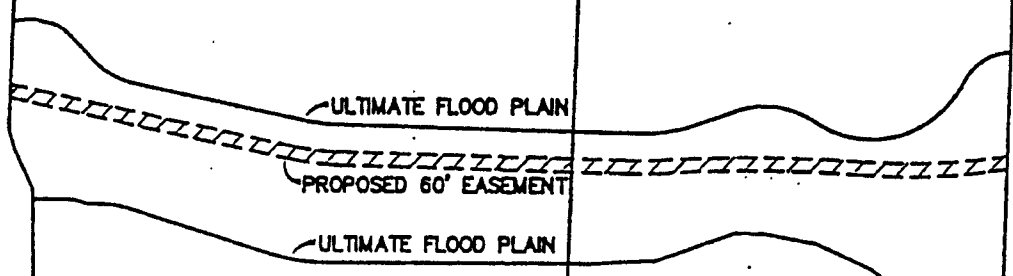 ULTIMATE FLOOD PLAIN
PROPOSED 60' EASEMENT
ULTIMATE FLOOD PLAIN